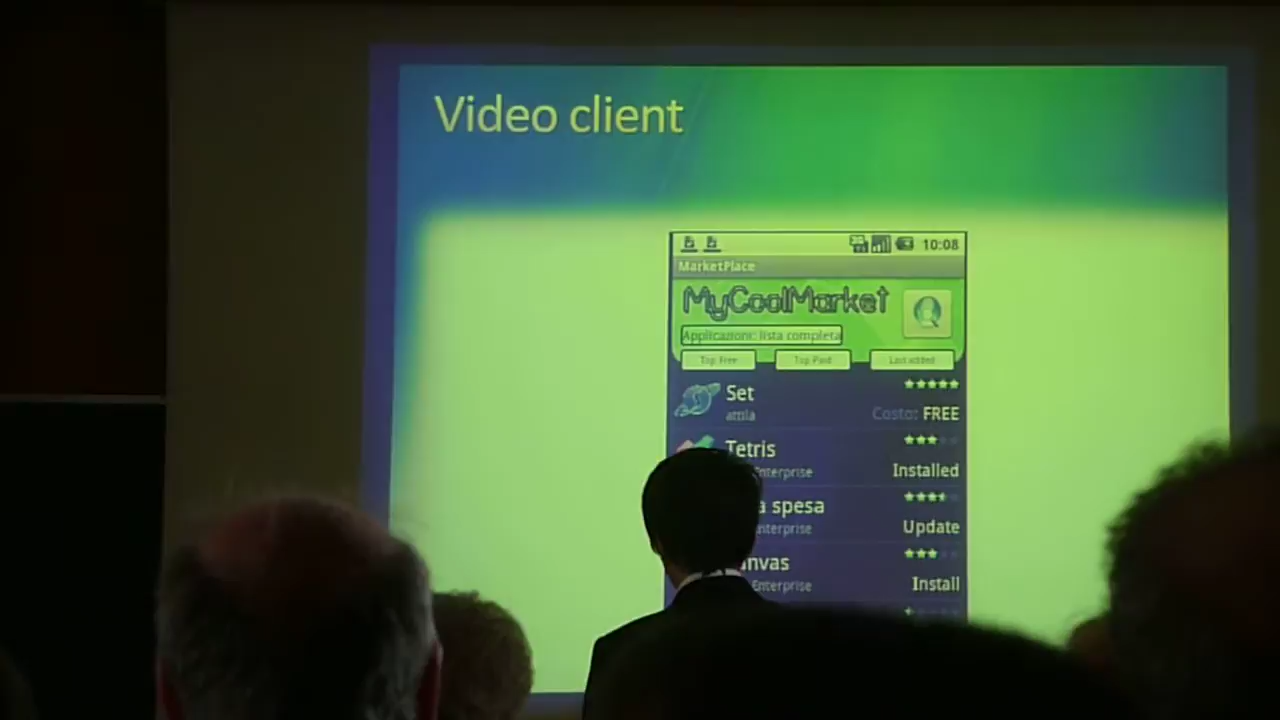 Video client
10:08
MarketPlace
MyCoolMarket
Applicazioni: lista completa
Top Free Top Paid Last added
Set
attila Costo: FREE
Tetris
Enterprise Installed
a spesa
nterprise Update
nvas
Enterprise Install